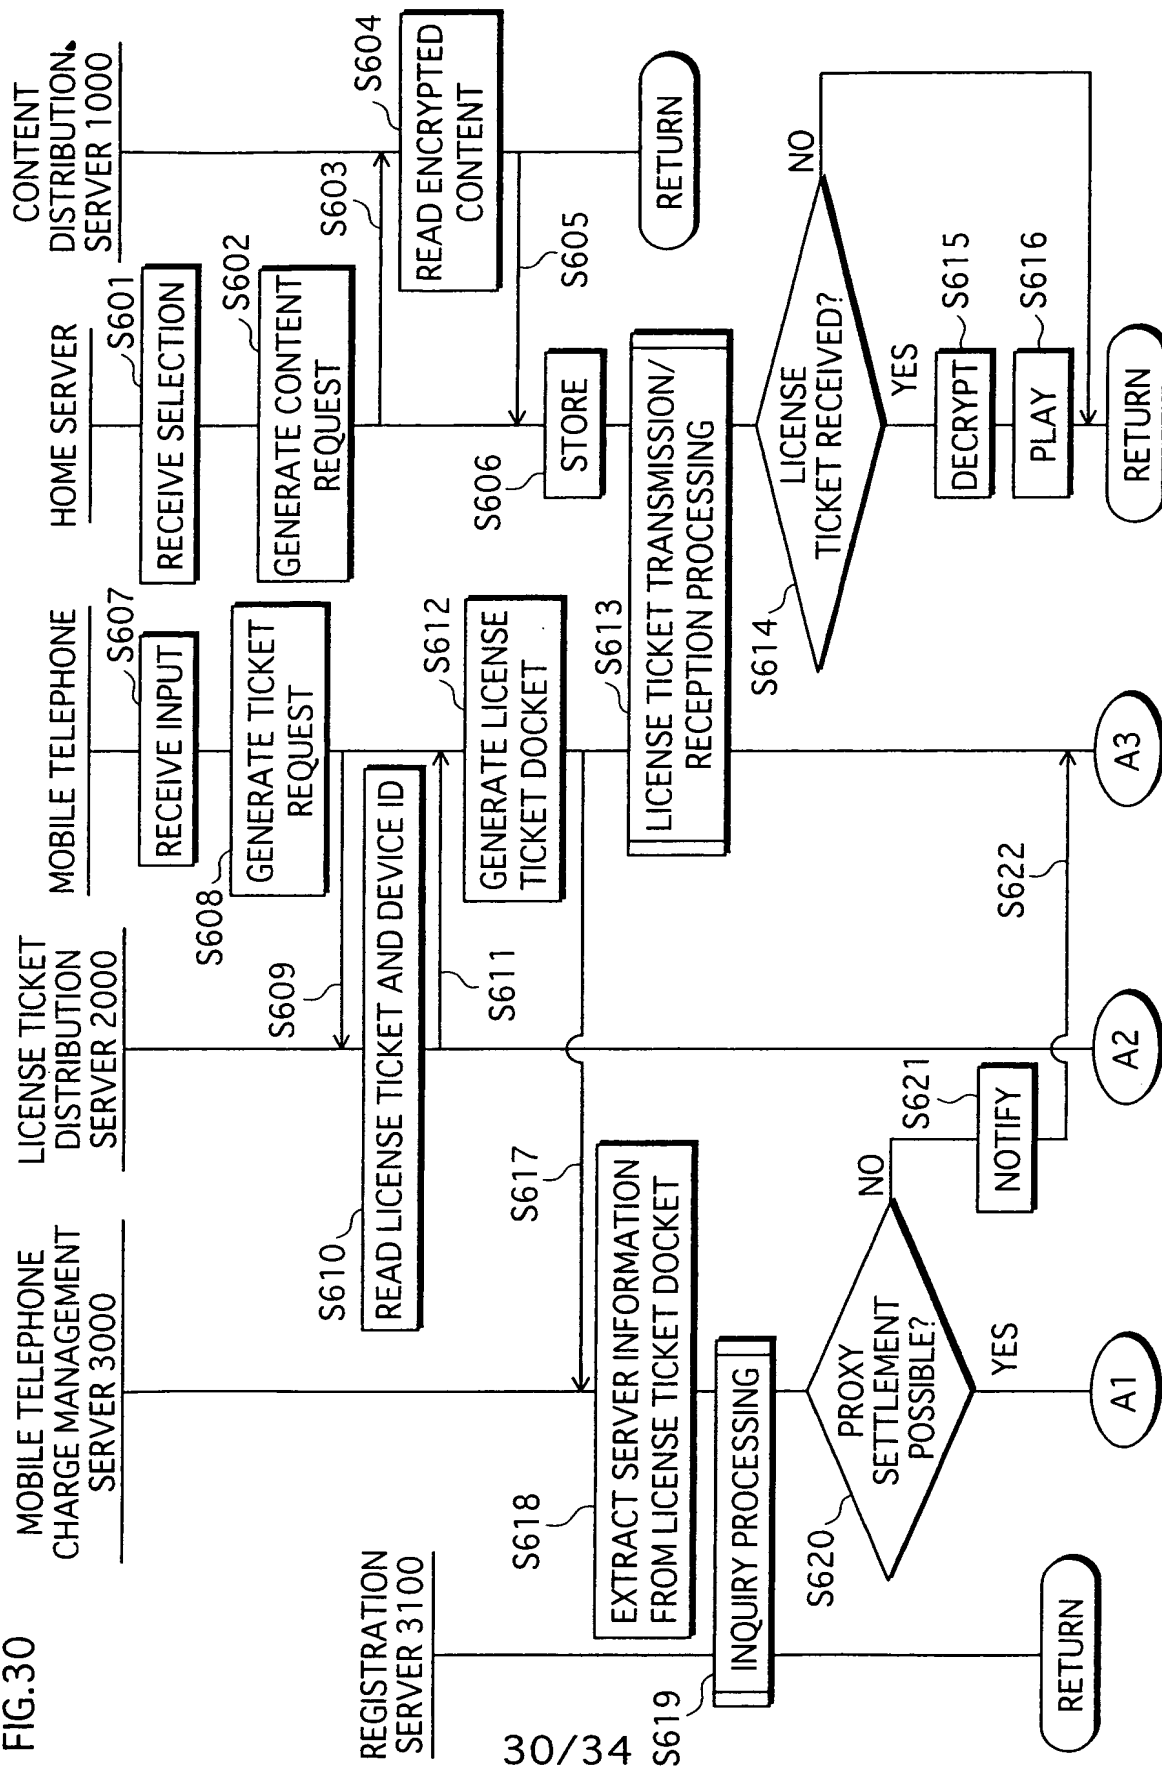 FIG.30
REGISTRATION
SERVER 3100
MOBILE TELEPHONE
CHARGE MANAGEMENT
SERVER 3000
LICENSE TICKET
DISTRIBUTION
SERVER 2000
MOBILE TELEPHONE
HOME SERVER
CONTENT
DISTRIBUTION
SERVER 1000
S601
RECEIVE SELECTION
S602
GENERATE CONTENT
REQUEST
S603
S604
READ ENCRYPTED
CONTENT
S605
RETURN
S606
STORE
S607
RECEIVE INPUT
S608
GENERATE TICKET
REQUEST
S609
S610
READ LICENSE TICKET AND DEVICE ID
S611
S612
GENERATE LICENSE
TICKET DOCKET
S613
LICENSE TICKET TRANSMISSION/
RECEPTION PROCESSING
S614
LICENSE
TICKET RECEIVED?
NO
YES
S615
DECRYPT
S616
PLAY
RETURN
S617
S618
EXTRACT SERVER INFORMATION
FROM LICENSE TICKET DOCKET
S619
INQUIRY PROCESSING
S620
PROXY
SETTLEMENT
POSSIBLE?
NO
YES
S621
NOTIFY
S622
RETURN
A1
A2
A3
30/34